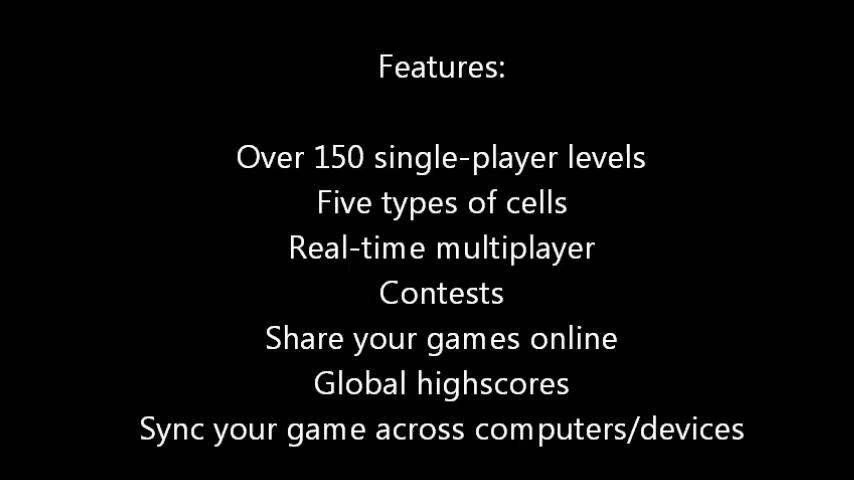 Features:
Over 150 single-player levels
Five types of cells
Real-time multiplayer
Contests
Share your games online
Global highscores
Sync your game across computers/devices